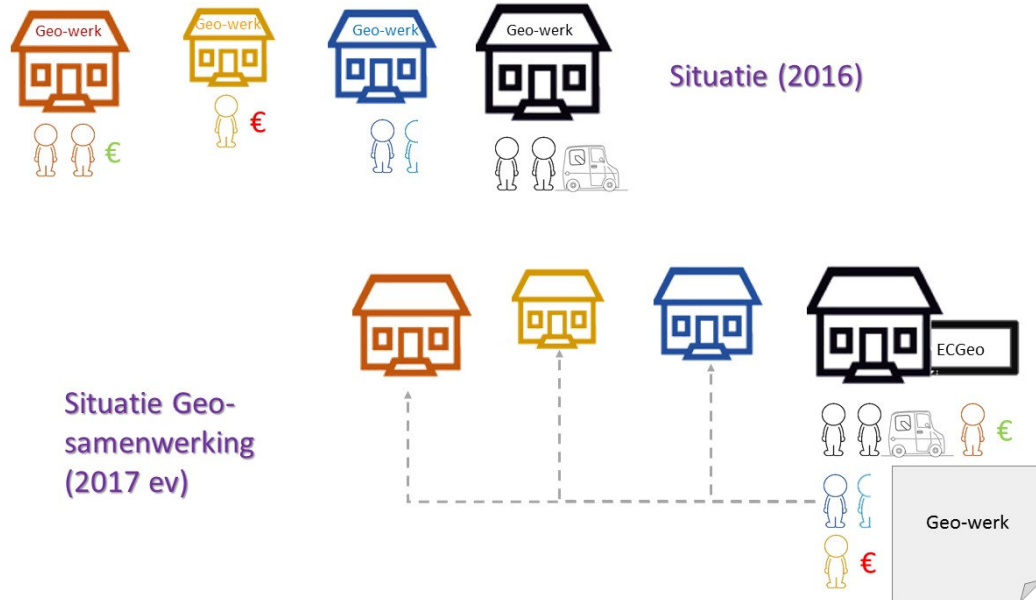 Geo-werk
Geo-werk
Geo-werk
Geo-werk
Situatie (2016)
€
€
ECGeo
Situatie Geo-
samenwerking
(2017 ev)
€
Geo-werk
€